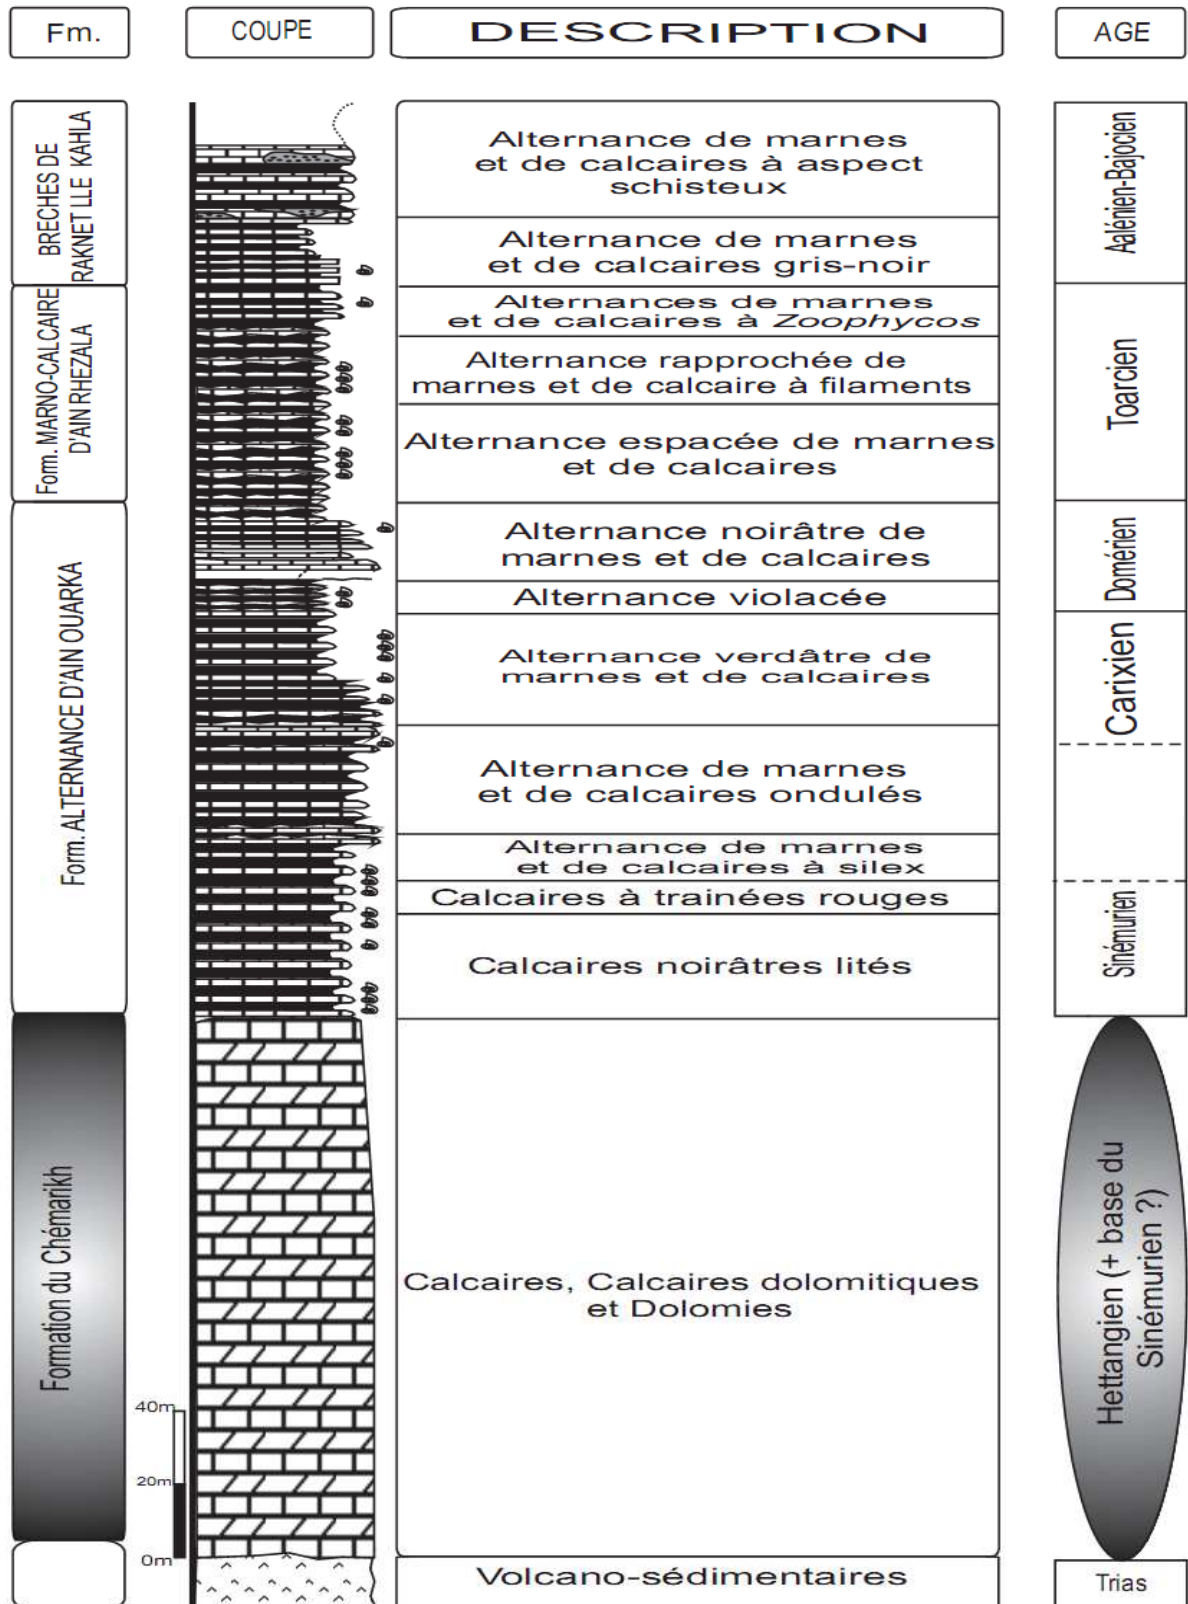 Fm.
COUPE
DESCRIPTION
AGE
BRECHES DE
RAKNET LLE KAHLA
Alternance de marnes
et de calcaires à aspect
schisteux
Aalénien-Bajocien
Alternance de marnes
et de calcaires gris-noir
Form. MARNO-CALCAIRE
D'AIN RHEZALA
Alternances de marnes
et de calcaires à Zoophycos
Toarcien
Alternance rapprochée de
marnes et de calcaire à filaments
Alternance espacée de marnes
et de calcaires
Form. ALTERNANCE D'AIN OUARKA
Alternance noirâtre de
marnes et de calcaires
Domérien
Alternance violacée
Alternance verdâtre de
marnes et de calcaires
Carixien
Alternance de marnes
et de calcaires ondulés
Alternance de marnes
et de calcaires à silex
Calcaires à trainées rouges
Sinémurien
Calcaires noirâtres lités
Formation du Chémarikh
Calcaires, Calcaires dolomitiques
et Dolomies
Hettangien (+ base du
Sinémurien ?)
40m
20m
0m
Volcano-sédimentaires
Trias